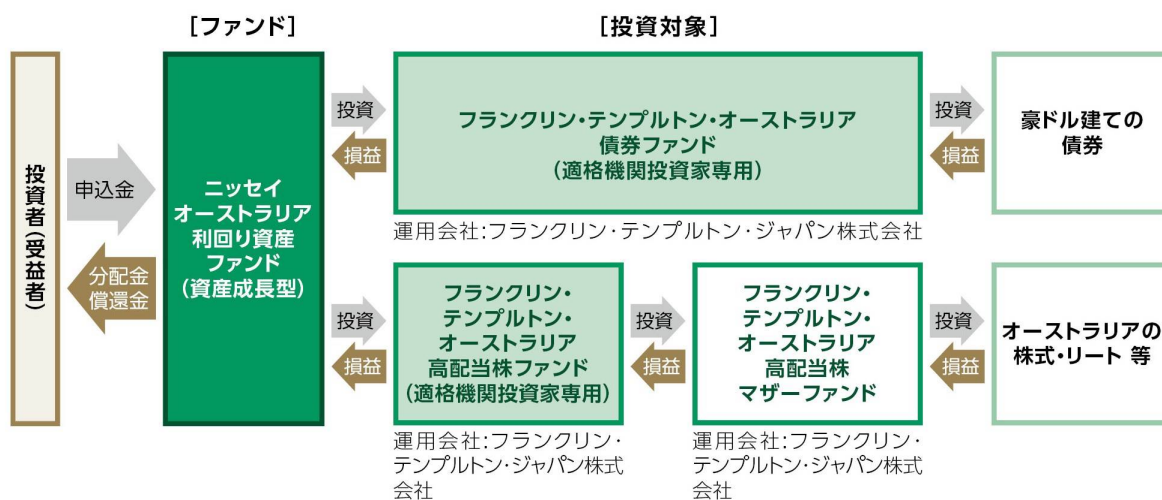 [ファンド]
[投資対象]
投資者(受益者)
申込金
分配金
償還金
ニッセイ
オーストラリア
利回り資産
ファンド
(資産成長型)
投資
損益
フランクリン・テンプルトン・オーストラリア
債券ファンド
(適格機関投資家専用)
運用会社:フランクリン・テンプルトン・ジャパン株式会社
投資
損益
豪ドル建ての
債券
投資
損益
フランクリン・
テンプルトン・
オーストラリア
高配当株ファンド
(適格機関投資家専用)
運用会社:フランクリン・
テンプルトン・ジャパン株式
会社
投資
損益
フランクリン・
テンプルトン・
オーストラリア
高配当株
マザーファンド
運用会社:フランクリン・
テンプルトン・ジャパン株式
会社
投資
損益
オーストラリアの
株式・リート 等